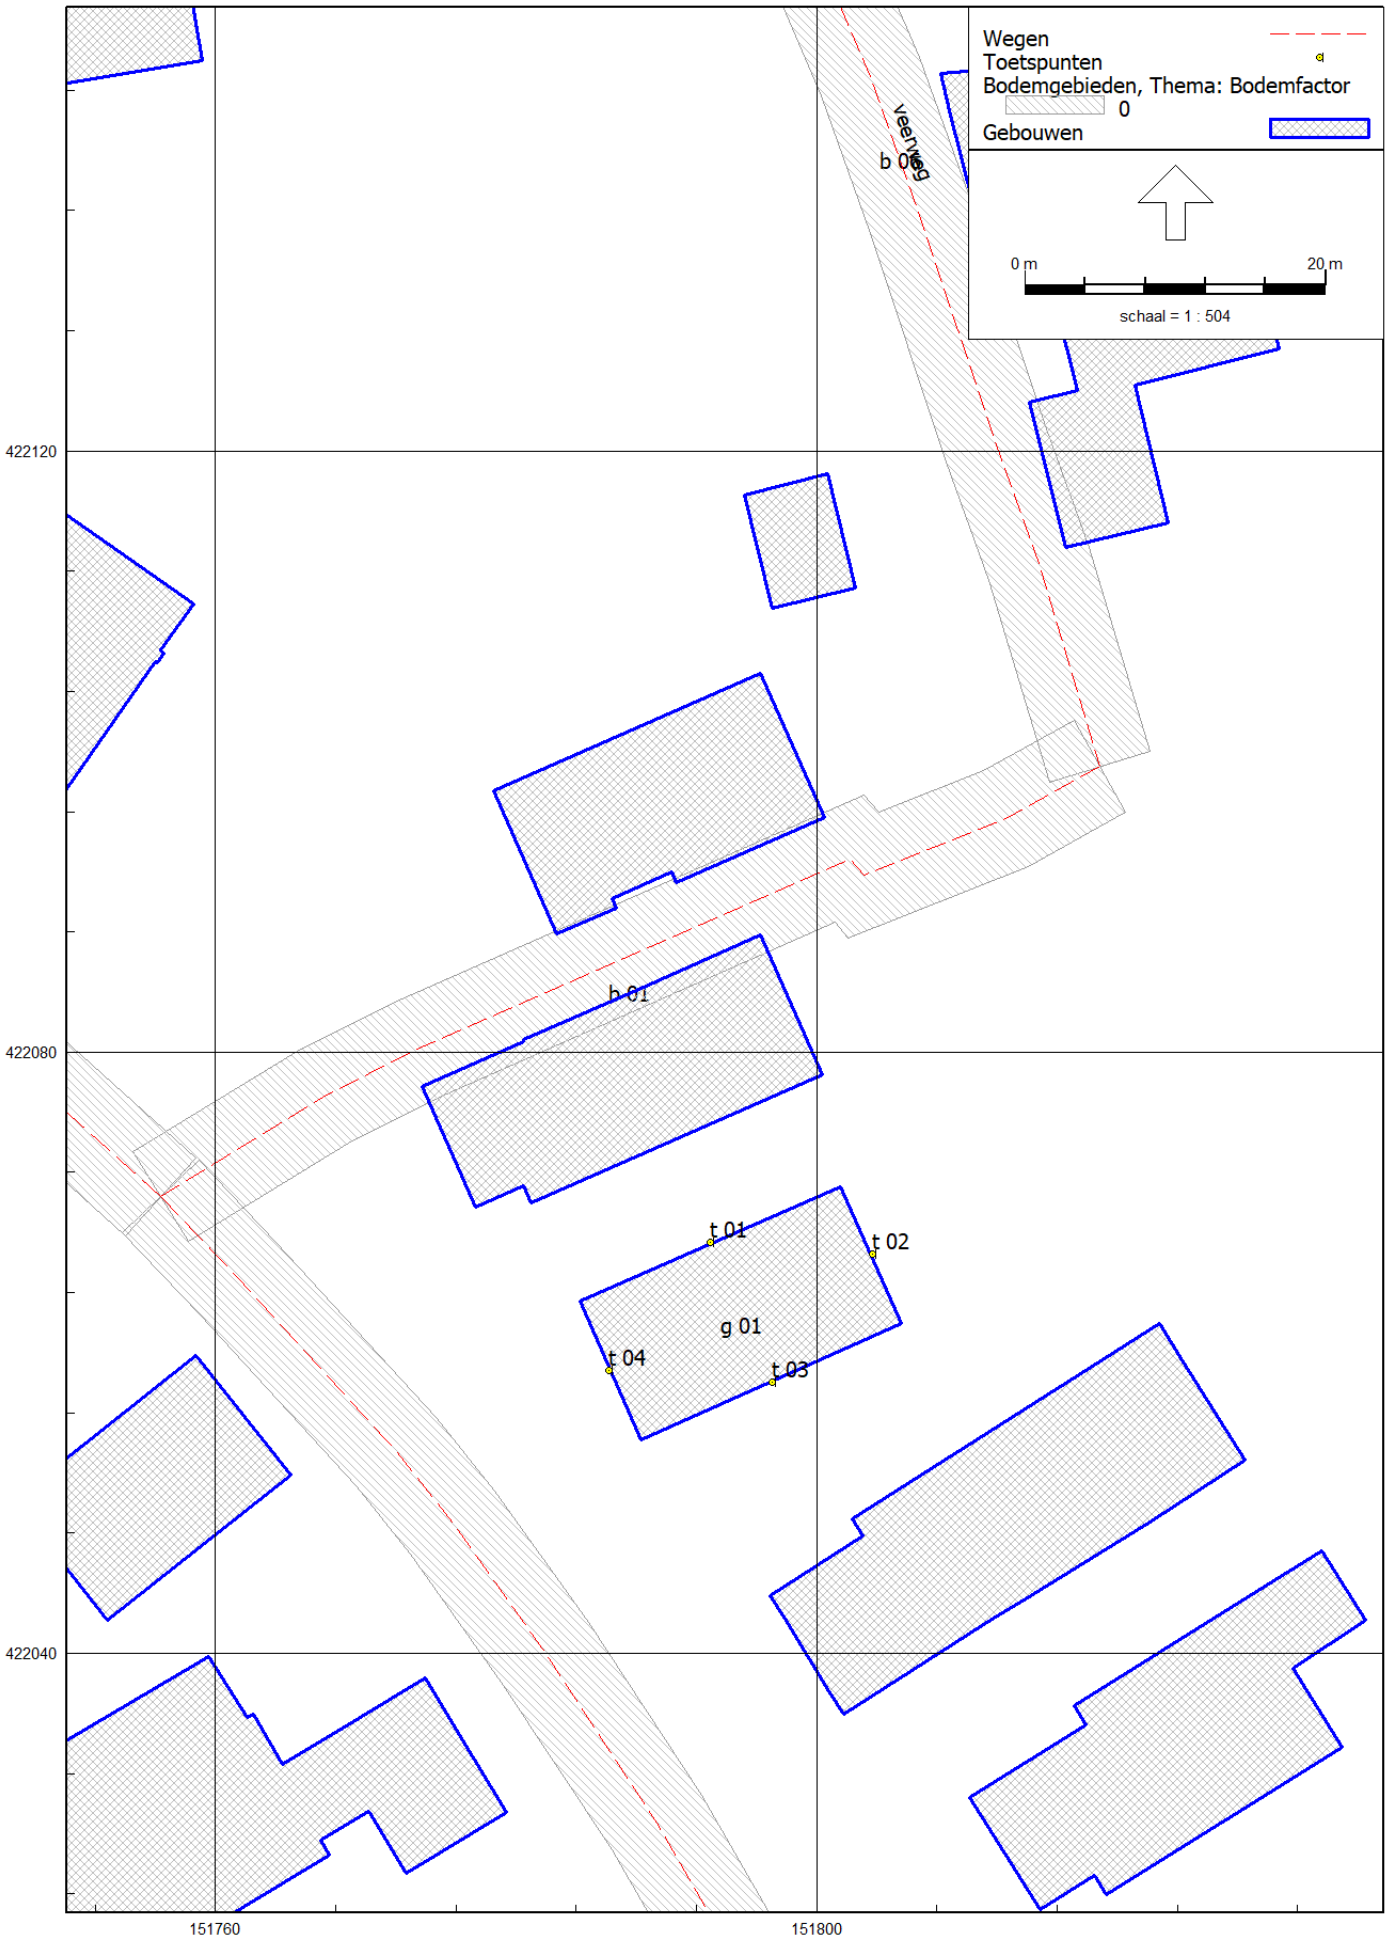 Wegen
Toetspunten
Bodemgebieden, Thema: Bodemfactor
0
Gebouwen
0 m 20 m
schaal = 1 : 504
veerweg
b 06
422120
b 01
422080
t 01
t 02
g 01
t 04
t 03
422040
151760 151800